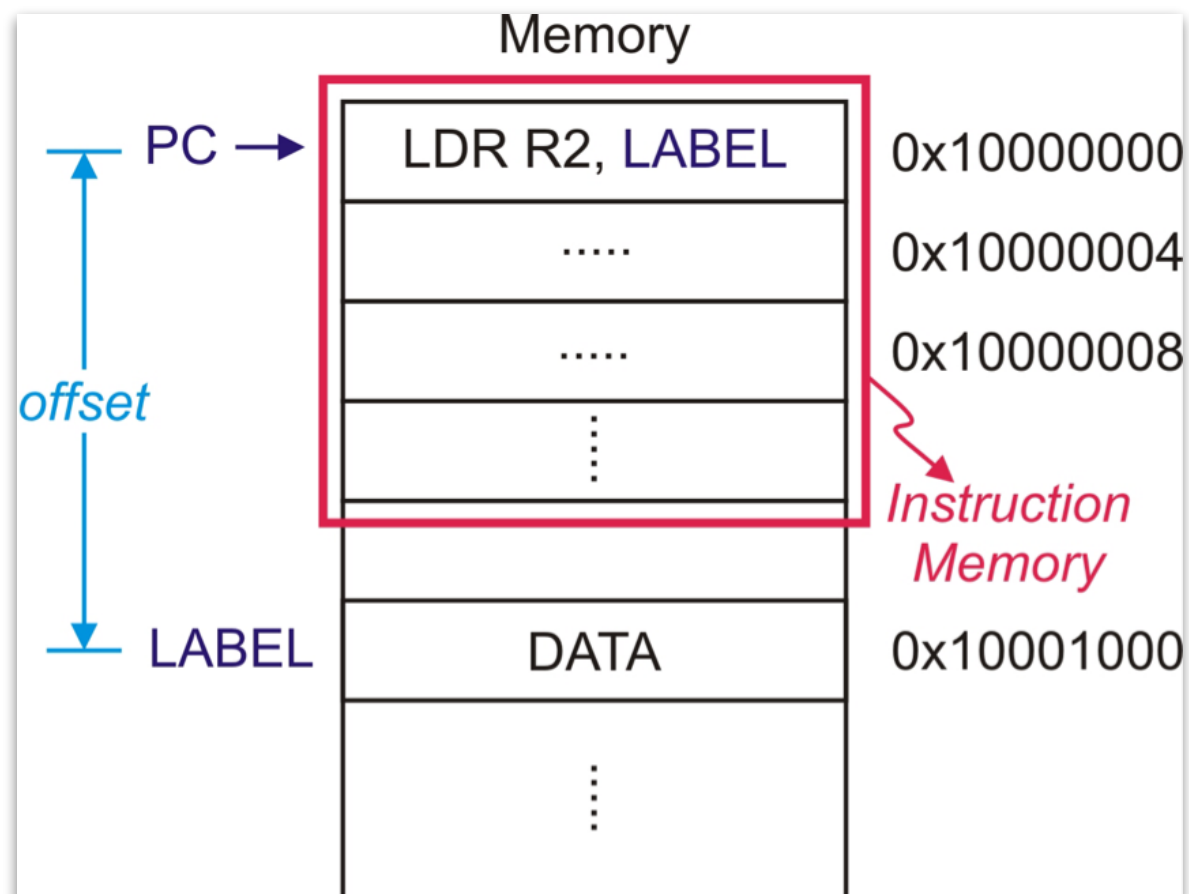 Memory
PC
LDR R2, LABEL
0x10000000
.....
0x10000004
.....
0x10000008
offset
Instruction
Memory
LABEL
DATA
0x10001000